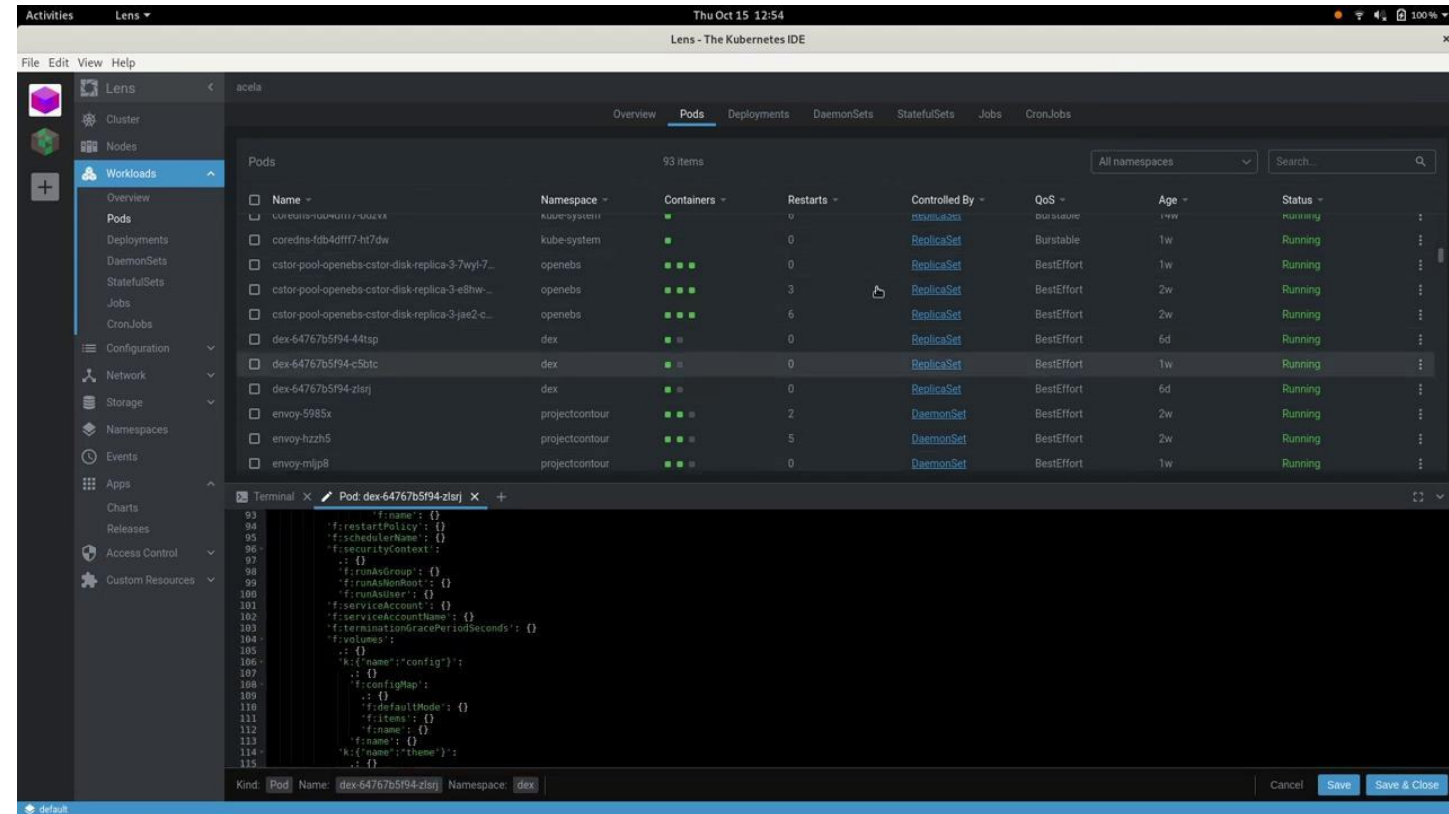 Activities Lens Thu Oct 15 12:54 100 %
Lens - The Kubernetes IDE ×
File Edit View Help
Lens acela
Cluster
Nodes
Workloads
Overview
Pods
Deployments
DaemonSets
StatefulSets
Jobs
CronJobs
Configuration
Network
Storage
Namespaces
Events
Apps
Charts
Releases
Access Control
Custom Resources
Overview Pods Deployments DaemonSets StatefulSets Jobs CronJobs
Pods 93 items All namespaces Search...
Name Namespace Containers Restarts Controlled By QoS Age Status
kube-system 0 ReplicaSet Burstable 14w Running
coredns-fdb4dfff7-ht7dw kube-system 0 ReplicaSet Burstable 1w Running
cstor-pool-openebs-cstor-disk-replica-3-7wyl-7... openebs 0 ReplicaSet BestEffort 1w Running
cstor-pool-openebs-cstor-disk-replica-3-e8hw-... openebs 3 ReplicaSet BestEffort 2w Running
cstor-pool-openebs-cstor-disk-replica-3-jae2-c... openebs 6 ReplicaSet BestEffort 2w Running
dex-64767b5f94-44tsp dex 0 ReplicaSet BestEffort 6d Running
dex-64767b5f94-c5btc dex 0 ReplicaSet BestEffort 1w Running
dex-64767b5f94-zlsrj dex 0 ReplicaSet BestEffort 6d Running
envoy-5985x projectcontour 2 DaemonSet BestEffort 2w Running
envoy-hzzh5 projectcontour 5 DaemonSet BestEffort 2w Running
envoy-mljp8 projectcontour 0 DaemonSet BestEffort 1w Running
Terminal × Pod: dex-64767b5f94-zlsrj × +
93 'f:name': {}
94 'f:restartPolicy': {}
95 'f:schedulerName': {}
96 'f:securityContext':
97 .: {}
98 'f:runAsGroup': {}
99 'f:runAsNonRoot': {}
100 'f:runAsUser': {}
101 'f:serviceAccount': {}
102 'f:serviceAccountName': {}
103 'f:terminationGracePeriodSeconds': {}
104 'f:volumes':
105 .: {}
106 'k:{"name":"config"}':
107 .: {}
108 'f:configMap':
109 .: {}
110 'f:defaultMode': {}
111 'f:items': {}
112 'f:name': {}
113 'f:name': {}
114 'k:{"name":"theme"}':
115 .: {}
Kind: Pod Name: dex-64767b5f94-zlsrj Namespace: dex Cancel Save Save & Close
default